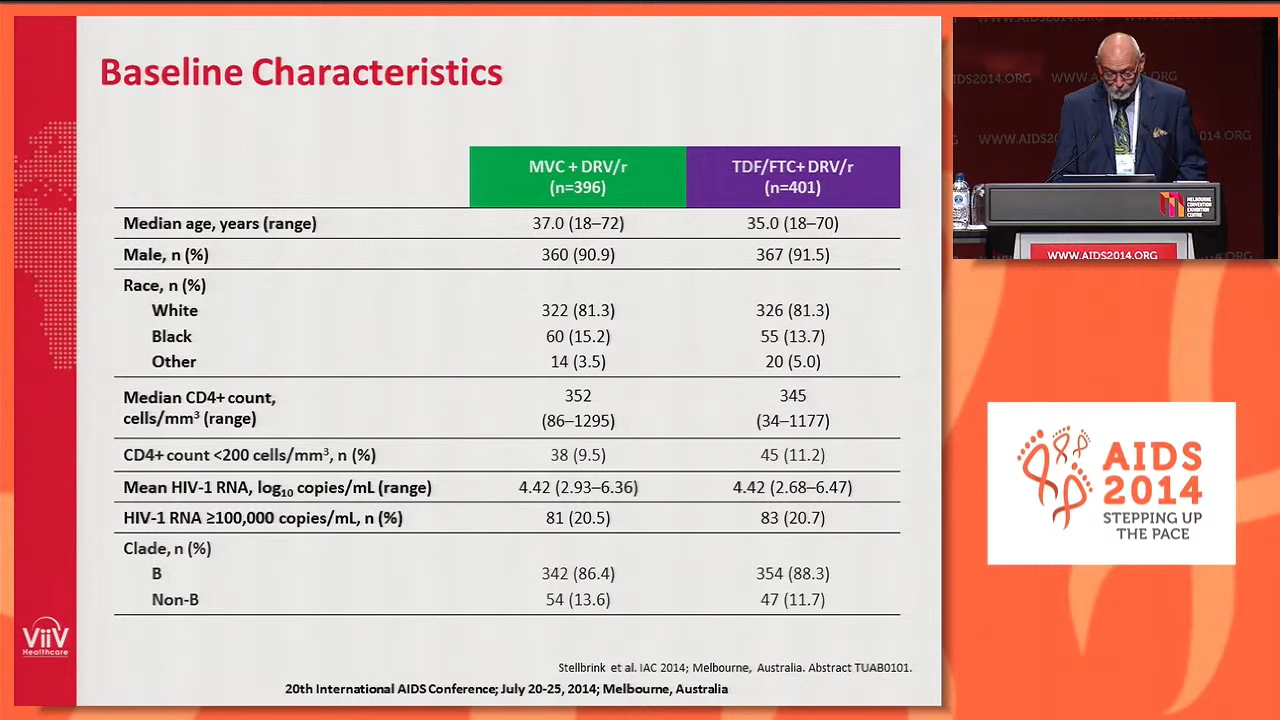 Baseline Characteristics
MVC + DRV/r
(n=396)
TDF/FTC+ DRV/r
(n=401)
Median age, years (range) 37.0 (18–72) 35.0 (18–70)
Male, n (%) 360 (90.9) 367 (91.5)
Race, n (%)
White 322 (81.3) 326 (81.3)
Black 60 (15.2) 55 (13.7)
Other 14 (3.5) 20 (5.0)
Median CD4+ count, 352 345
cells/mm³ (range) (86–1295) (34–1177)
CD4+ count <200 cells/mm³, n (%) 38 (9.5) 45 (11.2)
Mean HIV-1 RNA, log₁₀ copies/mL (range) 4.42 (2.93–6.36) 4.42 (2.68–6.47)
HIV-1 RNA ≥100,000 copies/mL, n (%) 81 (20.5) 83 (20.7)
Clade, n (%)
B 342 (86.4) 354 (88.3)
Non-B 54 (13.6) 47 (11.7)
ViiV
Healthcare
Stellbrink et al. IAC 2014; Melbourne, Australia. Abstract TUAB0101.
20th International AIDS Conference; July 20-25, 2014; Melbourne, Australia
IDS2014.ORG
WWW.AIDS2014.ORG
WWW.AIDS20
14.ORG
MELBOURNE
CONVENTION
EXHIBITION
CENTRE
WWW.AIDS2014.ORG
AIDS
2014
STEPPING UP
THE PACE